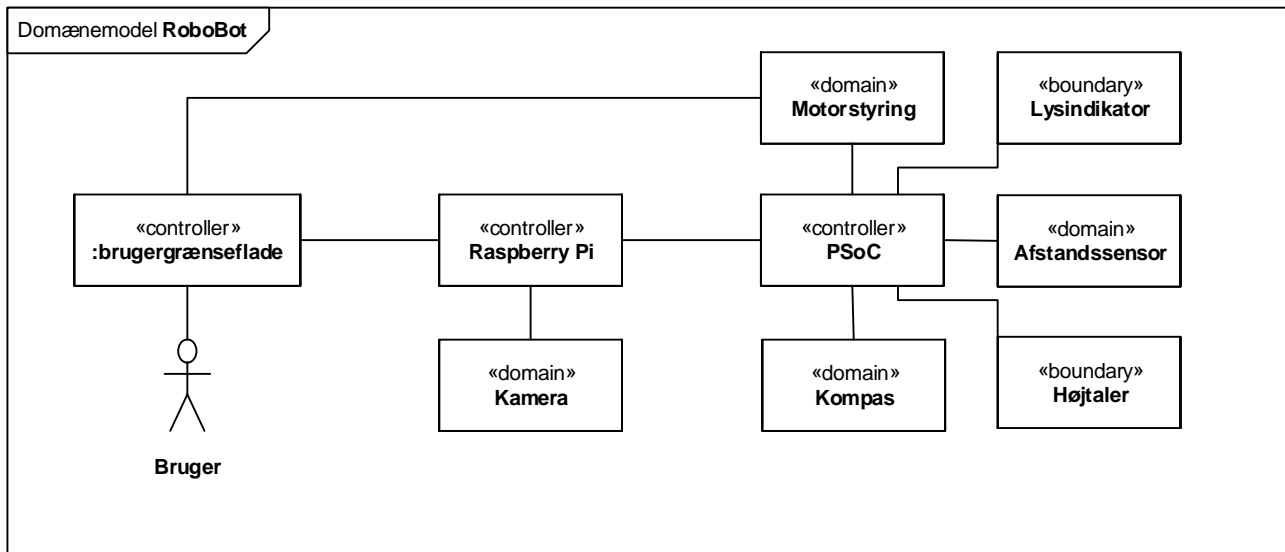 Domænemodel RoboBot
«domain»
Motorstyring
«boundary»
Lysindikator
«controller»
:brugergrænseflade
«controller»
Raspberry Pi
«controller»
PSoC
«domain»
Afstandssensor
«domain»
Kamera
«domain»
Kompas
«boundary»
Højtaler
Bruger